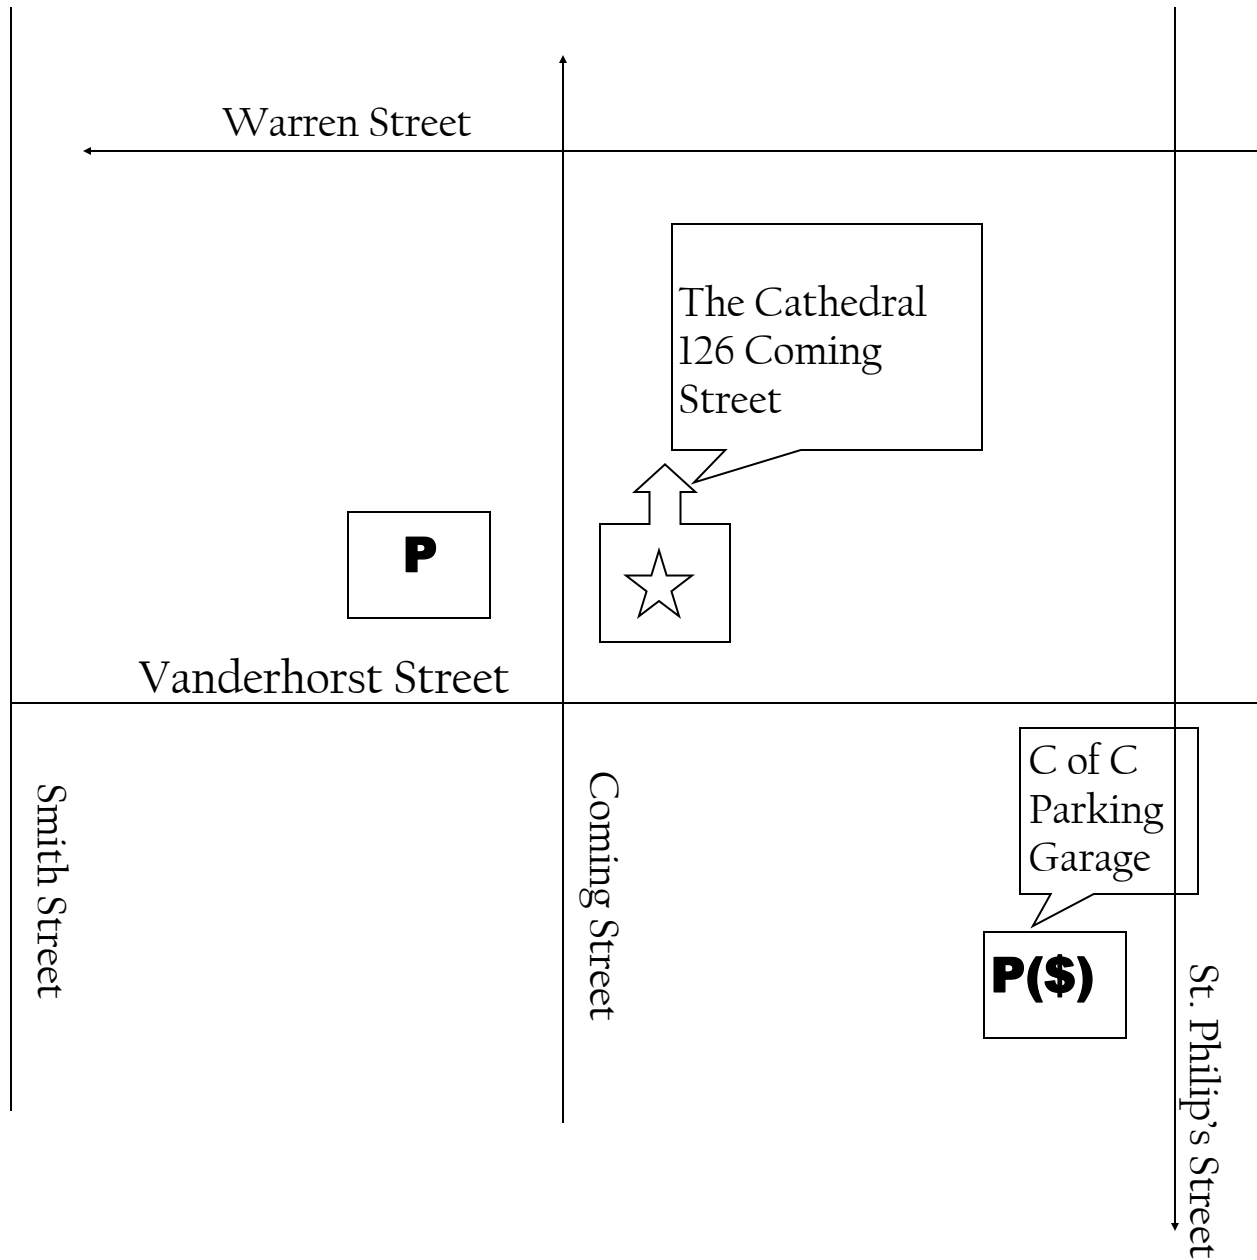 Warren Street
The Cathedral
126 Coming
Street
P
Vanderhorst Street
C of C
Parking
Garage
Smith Street
Coming Street
P($)
St. Philip's Street